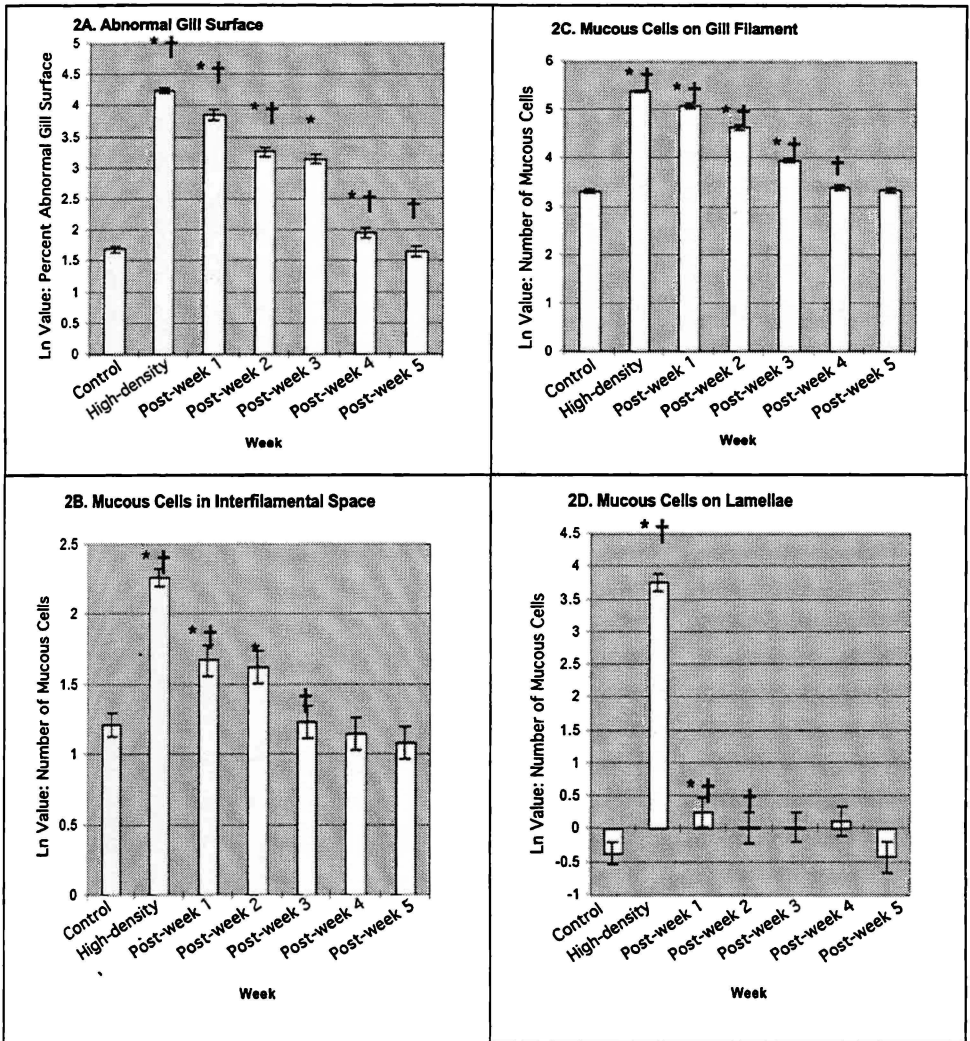 2A. Abnormal Gill Surface
* † * † * † * * † †
Ln Value: Percent Abnormal Gill Surface
5
4.5
4
3.5
3
2.5
2
1.5
1
0.5
0
Control
High-density
Post-week 1
Post-week 2
Post-week 3
Post-week 4
Post-week 5
Week
2C. Mucous Cells on Gill Filament
* † * † * † * † †
Ln Value: Number of Mucous Cells
6
5
4
3
2
1
0
Control
High-density
Post-week 1
Post-week 2
Post-week 3
Post-week 4
Post-week 5
Week
2B. Mucous Cells in Interfilamental Space
* † * † * †
Ln Value: Number of Mucous Cells
2.5
2
1.5
1
0.5
0
Control
High-density
Post-week 1
Post-week 2
Post-week 3
Post-week 4
Post-week 5
Week
2D. Mucous Cells on Lamellae
* † * † †
Ln Value: Number of Mucous Cells
4.5
4
3.5
3
2.5
2
1.5
1
0.5
0
-0.5
-1
Control
High-density
Post-week 1
Post-week 2
Post-week 3
Post-week 4
Post-week 5
Week